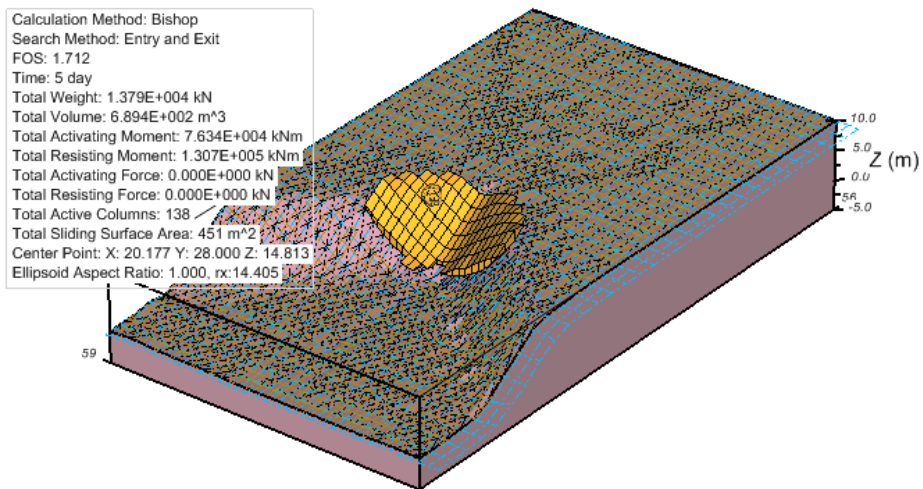 Calculation Method: Bishop
Search Method: Entry and Exit
FOS: 1.712
Time: 5 day
Total Weight: 1.379E+004 kN
Total Volume: 6.894E+002 m^3
Total Activating Moment: 7.634E+004 kNm
Total Resisting Moment: 1.307E+005 kNm
Total Activating Force: 0.000E+000 kN
Total Resisting Force: 0.000E+000 kN
Total Active Columns: 138
Total Sliding Surface Area: 451 m^2
Center Point: X: 20.177 Y: 28.000 Z: 14.813
Ellipsoid Aspect Ratio: 1.000, rx:14.405
10.0
5.0
Z (m)
0.0
56
-5.0
59